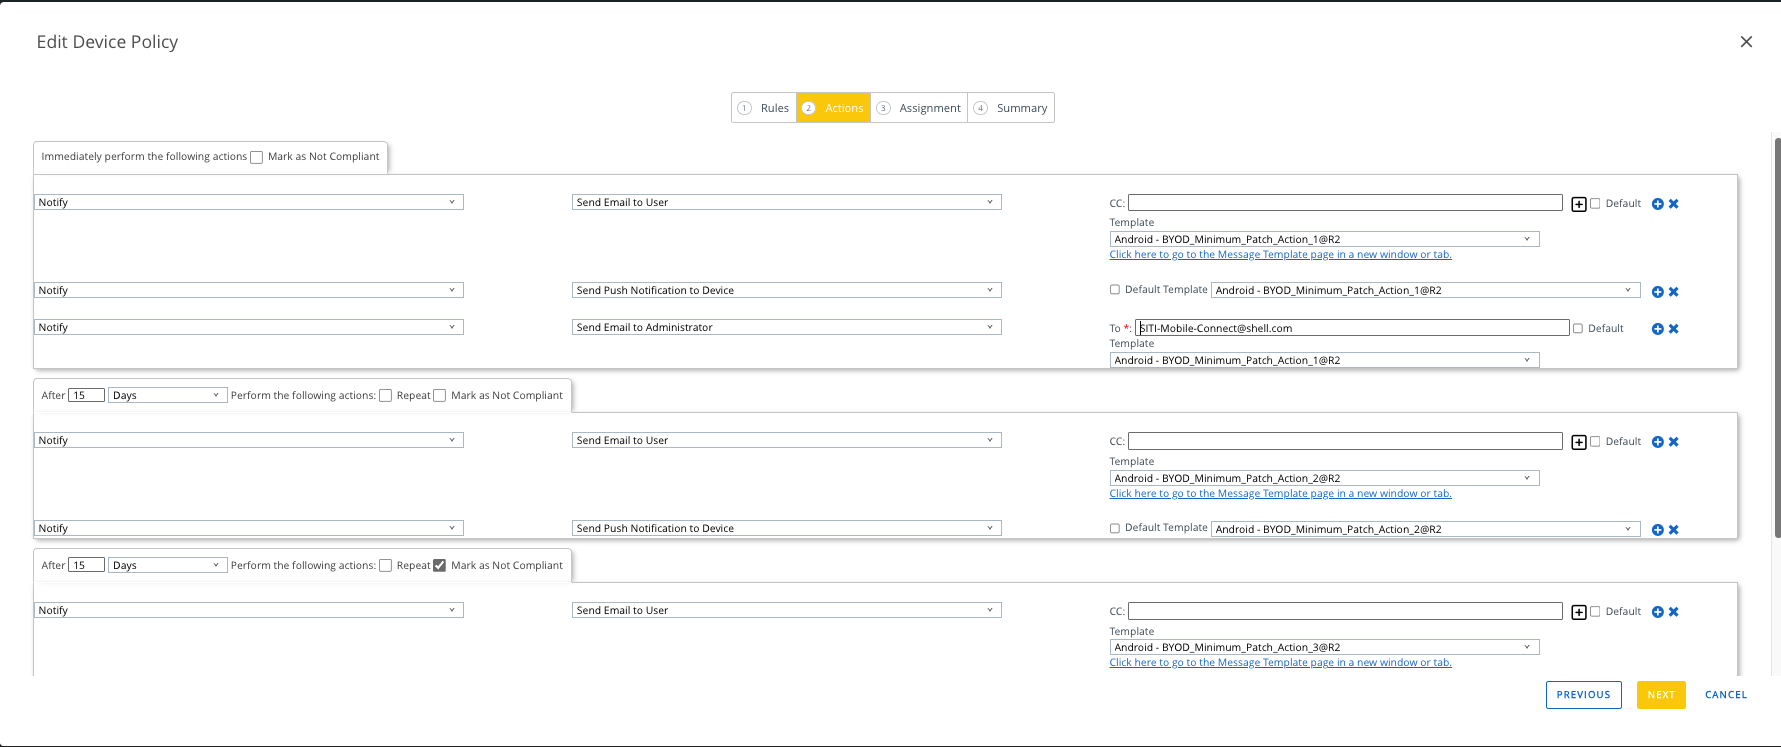 Edit Device Policy
1 Rules 2 Actions 3 Assignment 4 Summary
Immediately perform the following actions Mark as Not Compliant
Notify Send Email to User CC: Default
Template
Android - BYOD_Minimum_Patch_Action_1@R2
Click here to go to the Message Template page in a new window or tab.
Notify Send Push Notification to Device Default Template Android - BYOD_Minimum_Patch_Action_1@R2
Notify Send Email to Administrator To *: SITI-Mobile-Connect@shell.com Default
Template
Android - BYOD_Minimum_Patch_Action_1@R2
After 15 Days Perform the following actions: Repeat Mark as Not Compliant
Notify Send Email to User CC: Default
Template
Android - BYOD_Minimum_Patch_Action_2@R2
Click here to go to the Message Template page in a new window or tab.
Notify Send Push Notification to Device Default Template Android - BYOD_Minimum_Patch_Action_2@R2
After 15 Days Perform the following actions: Repeat Mark as Not Compliant
Notify Send Email to User CC: Default
Template
Android - BYOD_Minimum_Patch_Action_3@R2
Click here to go to the Message Template page in a new window or tab.
PREVIOUS NEXT CANCEL